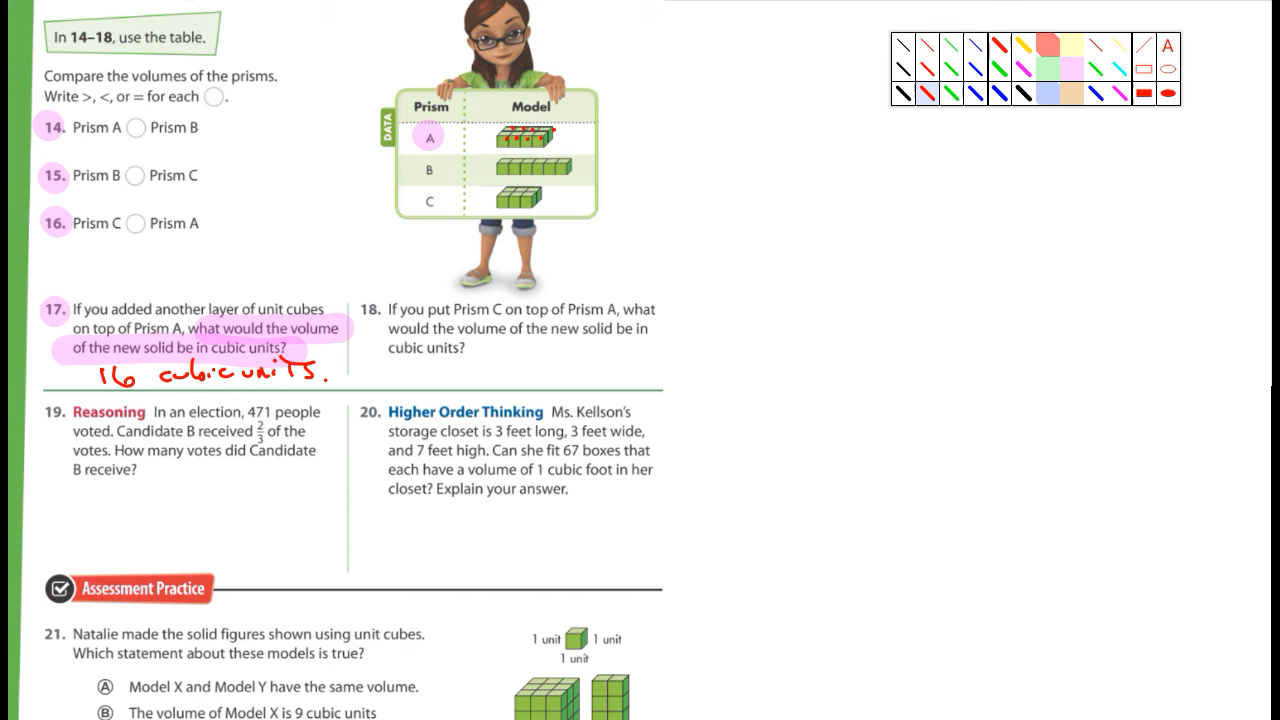 In 14–18, use the table.
Compare the volumes of the prisms.
Write >, <, or = for each ◯.
14. Prism A ◯ Prism B
15. Prism B ◯ Prism C
16. Prism C ◯ Prism A
DATA
Prism Model
A
B
C
17. If you added another layer of unit cubes
on top of Prism A, what would the volume
of the new solid be in cubic units?
16 cubic units.
18. If you put Prism C on top of Prism A, what
would the volume of the new solid be in
cubic units?
19. Reasoning In an election, 471 people
voted. Candidate B received 2/3 of the
votes. How many votes did Candidate
B receive?
20. Higher Order Thinking Ms. Kellson's
storage closet is 3 feet long, 3 feet wide,
and 7 feet high. Can she fit 67 boxes that
each have a volume of 1 cubic foot in her
closet? Explain your answer.
Assessment Practice
21. Natalie made the solid figures shown using unit cubes.
Which statement about these models is true?
Ⓐ Model X and Model Y have the same volume.
Ⓑ The volume of Model X is 9 cubic units
1 unit 1 unit
1 unit
A